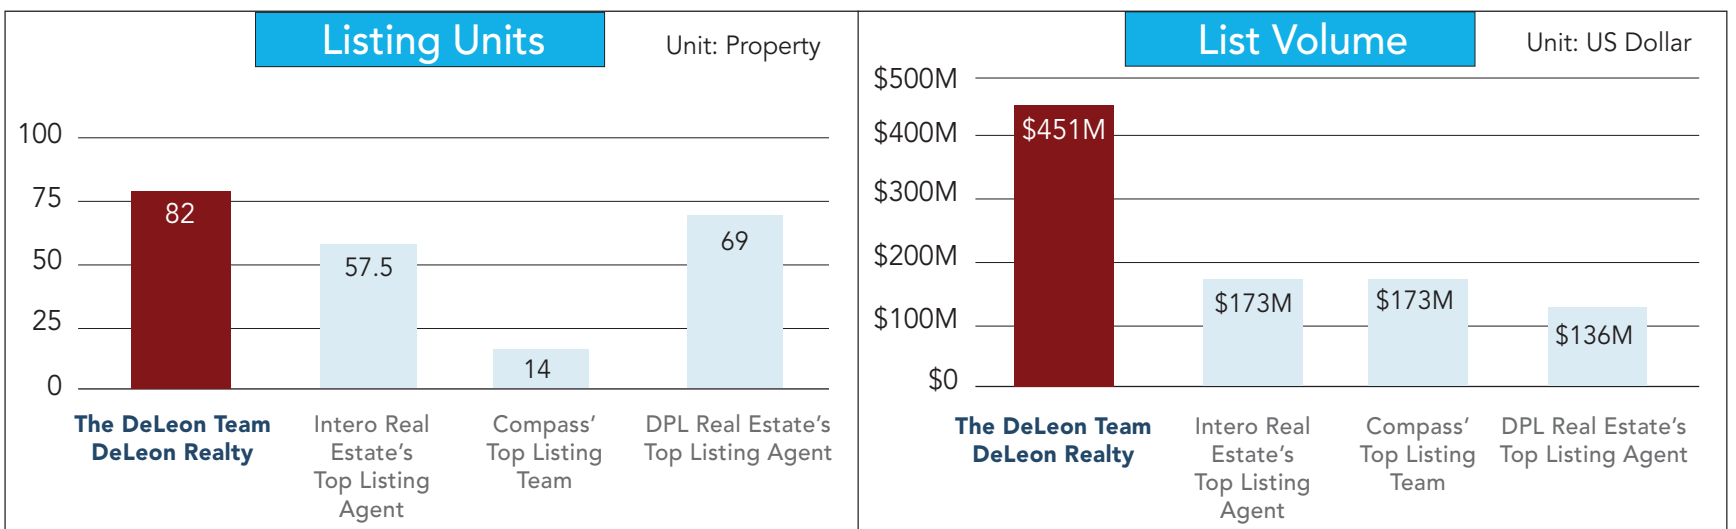 Listing Units
Unit: Property
100
75
50
25
0
82
57.5
14
69
The DeLeon Team
DeLeon Realty
Intero Real
Estate's
Top Listing
Agent
Compass'
Top Listing
Team
DPL Real Estate's
Top Listing Agent
List Volume
Unit: US Dollar
$500M
$400M
$300M
$200M
$100M
$0
$451M
$173M
$173M
$136M
The DeLeon Team
DeLeon Realty
Intero Real
Estate's
Top Listing
Agent
Compass'
Top Listing
Team
DPL Real Estate's
Top Listing Agent